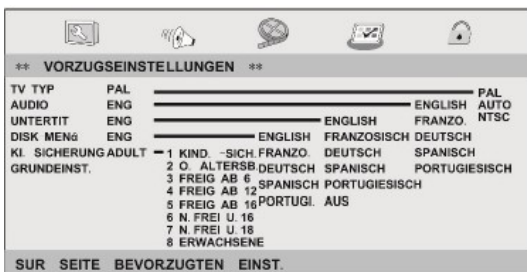 ** VORZUGSEINSTELLUNGEN **
TV TYP PAL PAL
AUDIO ENG ENGLISH AUTO
UNTERTIT ENG ENGLISH FRANZO. NTSC
DISK MENá ENG ENGLISH FRANZOSISCH DEUTSCH
KI. SICHERUNG ADULT 1 KIND. -SICH. FRANZO. DEUTSCH SPANISCH
GRUNDEINST. 2 O. ALTERSB. DEUTSCH SPANISCH PORTUGIESISCH
3 FREIG AB 6 SPANISCH PORTUGIESISCH
4 FREIG AB 12
5 FREIG AB 16 PORTUGI. AUS
6 N. FREI U. 16
7 N. FREI U. 18
8 ERWACHSENE
SUR SEITE BEVORZUGTEN EINST.